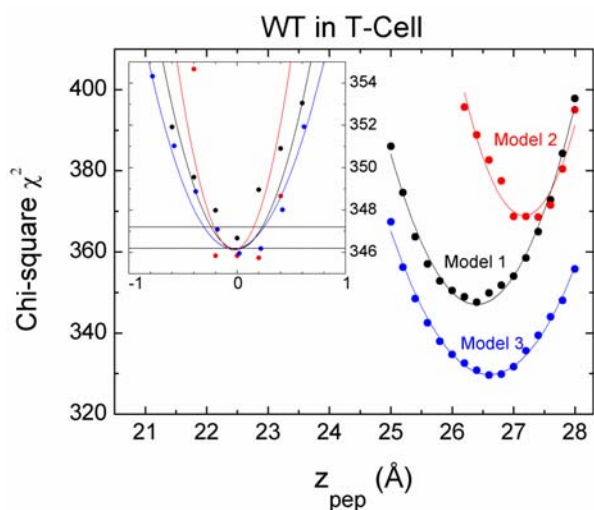 WT in T-Cell
400
380
360
340
320
Chi-square χ²
354
352
350
348
346
-1 0 1
Model 2
Model 1
Model 3
21 22 23 24 25 26 27 28
z_pep (Å)